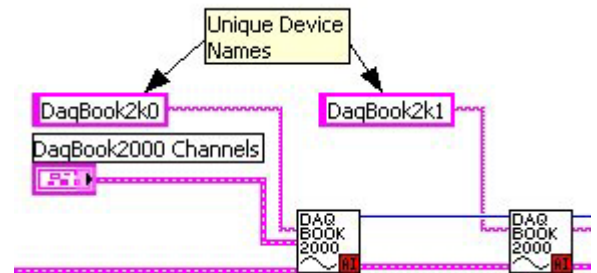 Unique Device
Names
DaqBook2k0
DaqBook2k1
DaqBook2000 Channels
DAQ
BOOK
2000
AI
DAQ
BOOK
2000
AI